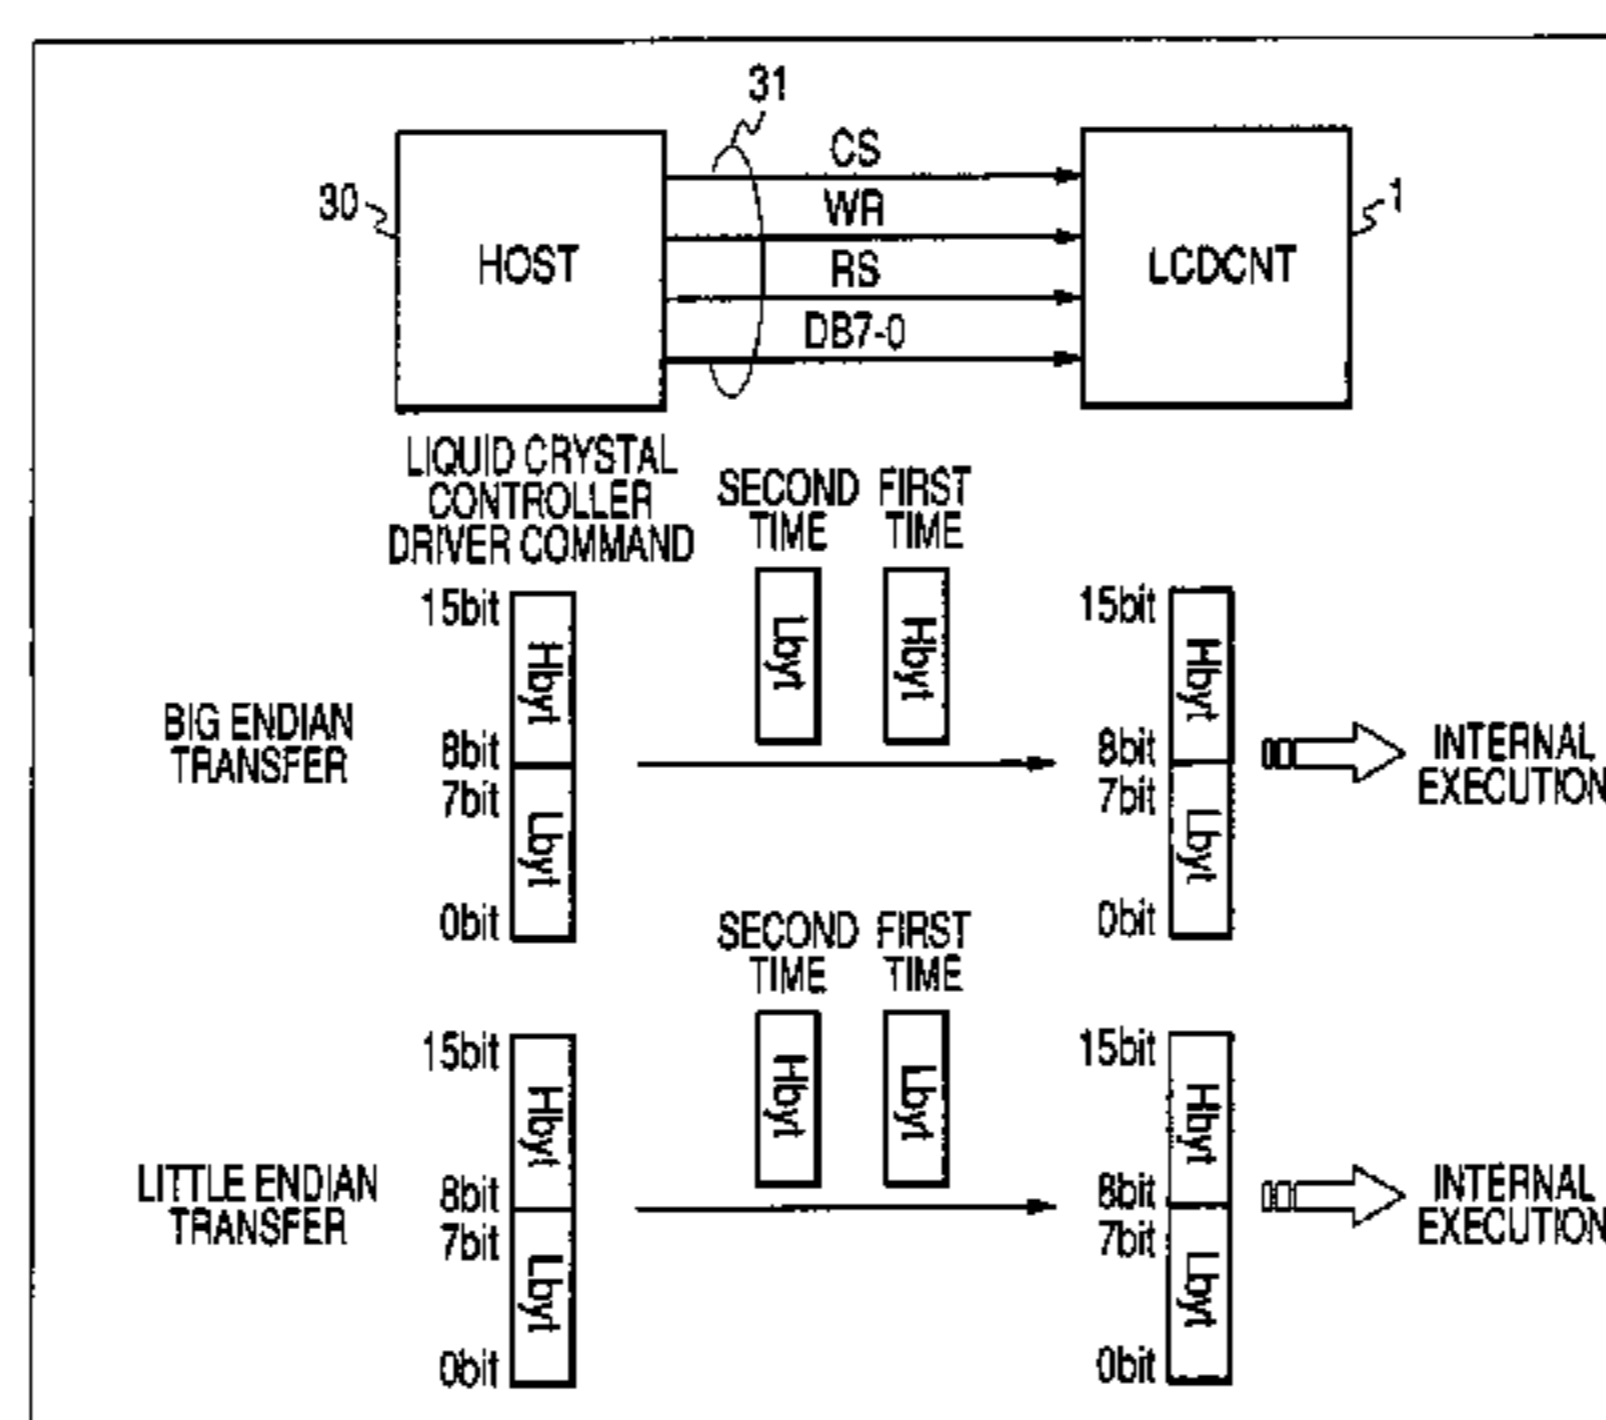 31
CS
30
WR
1
HOST
RS
LCDCNT
DB7-0
LIQUID CRYSTAL
CONTROLLER
DRIVER COMMAND
SECOND TIME
FIRST TIME
15bit
Hbyt
Lbyt
Hbyt
15bit
Hbyt
BIG ENDIAN
TRANSFER
8bit
7bit
Lbyt
0bit
8bit
7bit
Lbyt
0bit
INTERNAL
EXECUTION
SECOND TIME
FIRST TIME
15bit
Hbyt
Hbyt
Lbyt
15bit
Hbyt
LITTLE ENDIAN
TRANSFER
8bit
7bit
Lbyt
0bit
8bit
7bit
Lbyt
0bit
INTERNAL
EXECUTION